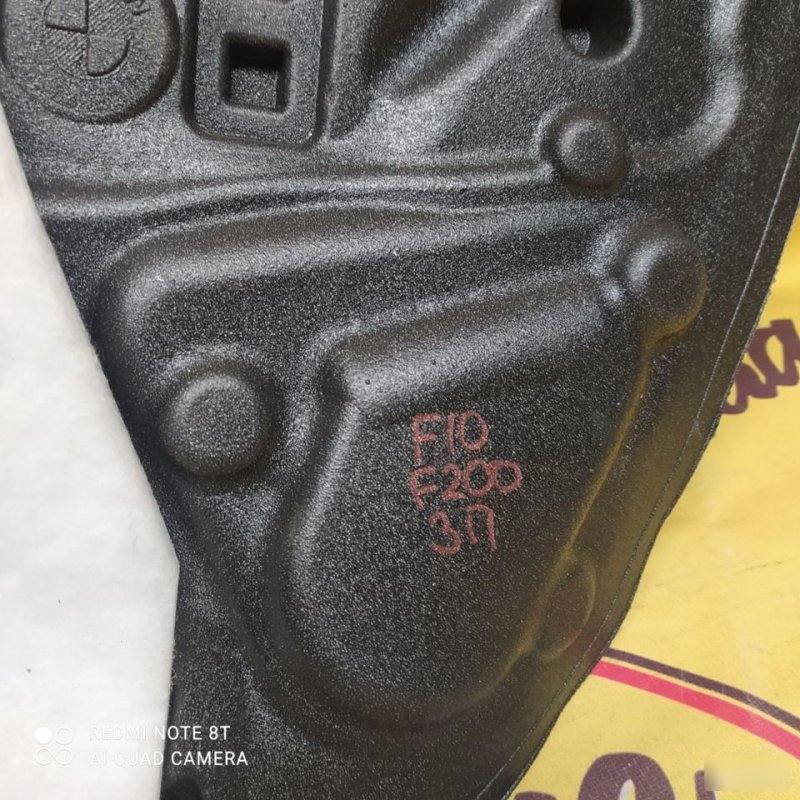 F10
F200
3П
REDMI NOTE 8T
AI QUAD CAMERA